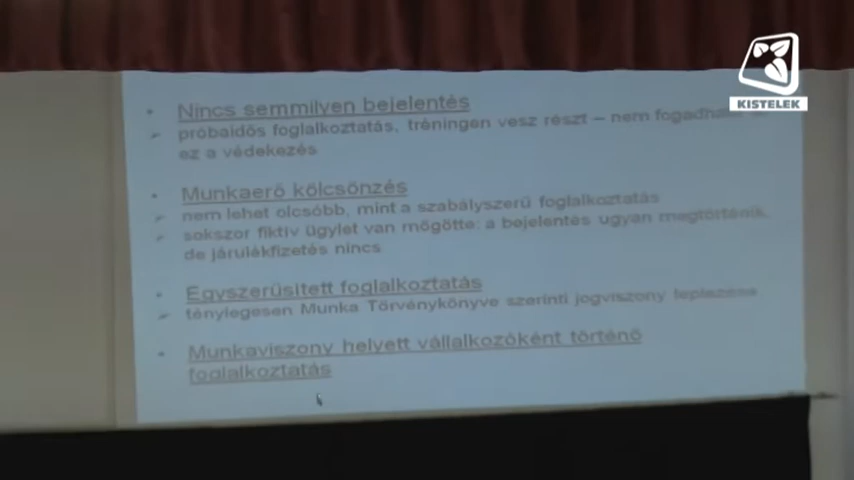 KISTELEK
Nincs semmilyen bejelentés
próbaidős foglalkoztatás, tréningen vesz részt – nem
ez a védekezés
Munkaerő kölcsönzés
nem lehet olcsóbb, mint a szabályszerű foglalkoztatás
sokszor fiktív ügylet van mögötte: a bejelentés ugyan megtörténik,
de járulékfizetés nincs
Egyszerűsített foglalkoztatás
ténylegesen Munka Törvénykönyve szerinti jogviszony leplezése
Munkaviszony helyett vállalkozóként történő
foglalkoztatás